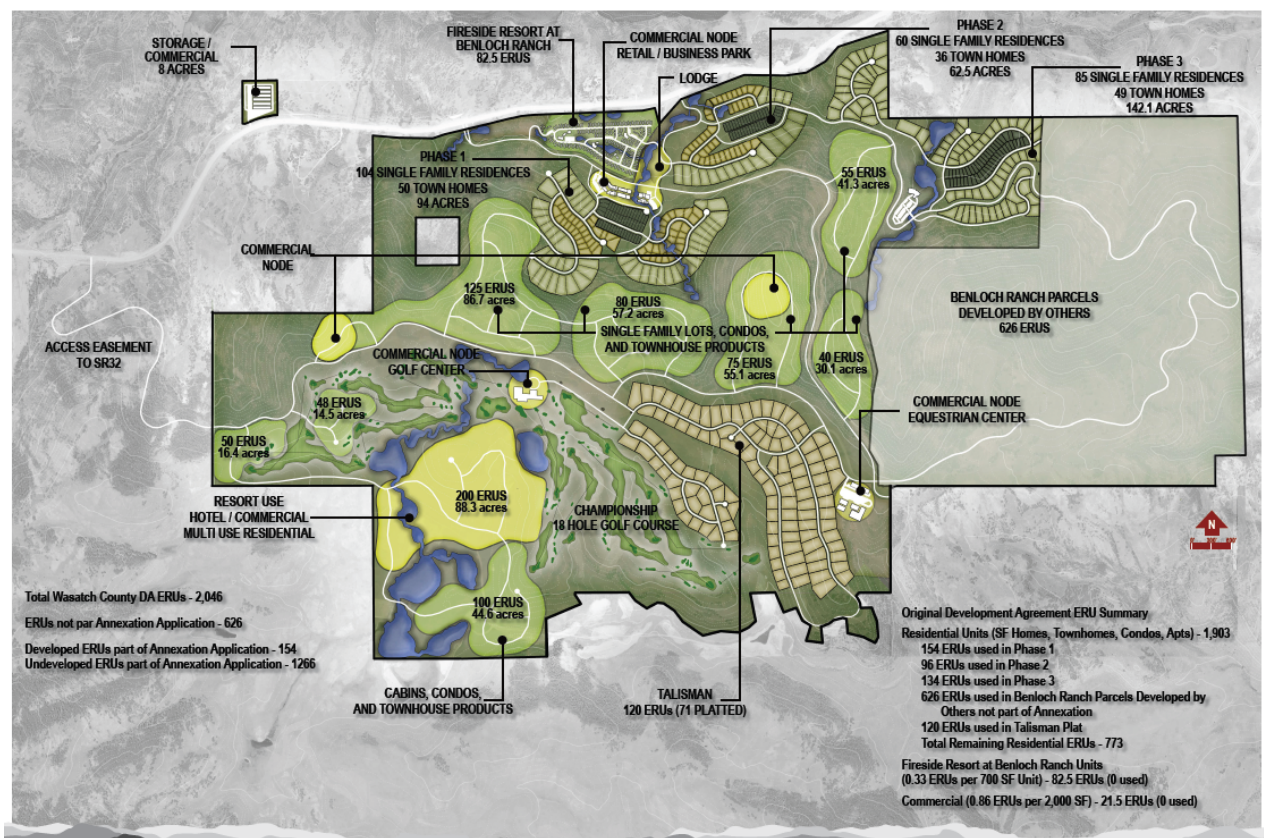 STORAGE /
COMMERCIAL
8 ACRES
FIRESIDE RESORT AT
BENLOCH RANCH
82.5 ERUS
COMMERCIAL NODE
RETAIL / BUSINESS PARK
LODGE
PHASE 2
60 SINGLE FAMILY RESIDENCES
36 TOWN HOMES
62.5 ACRES
PHASE 3
85 SINGLE FAMILY RESIDENCES
49 TOWN HOMES
142.1 ACRES
PHASE 1
104 SINGLE FAMILY RESIDENCES
50 TOWN HOMES
94 ACRES
55 ERUS
41.3 acres
COMMERCIAL
NODE
125 ERUS
86.7 acres
80 ERUS
57.2 acres
SINGLE FAMILY LOTS, CONDOS,
AND TOWNHOUSE PRODUCTS
BENLOCH RANCH PARCELS
DEVELOPED BY OTHERS
626 ERUS
ACCESS EASEMENT
TO SR32
COMMERCIAL NODE
GOLF CENTER
75 ERUS
55.1 acres
40 ERUS
30.1 acres
48 ERUS
14.5 acres
COMMERCIAL NODE
EQUESTRIAN CENTER
50 ERUS
16.4 acres
RESORT USE
HOTEL / COMMERCIAL
MULTI USE RESIDENTIAL
200 ERUS
88.3 acres
CHAMPIONSHIP
18 HOLE GOLF COURSE
N
100 ERUS
44.6 acres
CABINS, CONDOS,
AND TOWNHOUSE PRODUCTS
TALISMAN
120 ERUs (71 PLATTED)
Total Wasatch County DA ERUs - 2,046
ERUs not par Annexation Application - 626
Developed ERUs part of Annexation Application - 154
Undeveloped ERUs part of Annexation Application - 1266
Original Development Agreement ERU Summary
Residential Units (SF Homes, Townhomes, Condos, Apts) - 1,903
154 ERUs used in Phase 1
96 ERUs used in Phase 2
134 ERUs used in Phase 3
626 ERUs used in Benloch Ranch Parcels Developed by
Others not part of Annexation
120 ERUs used in Talisman Plat
Total Remaining Residential ERUs - 773
Fireside Resort at Benloch Ranch Units
(0.33 ERUs per 700 SF Unit) - 82.5 ERUs (0 used)
Commercial (0.86 ERUs per 2,000 SF) - 21.5 ERUs (0 used)